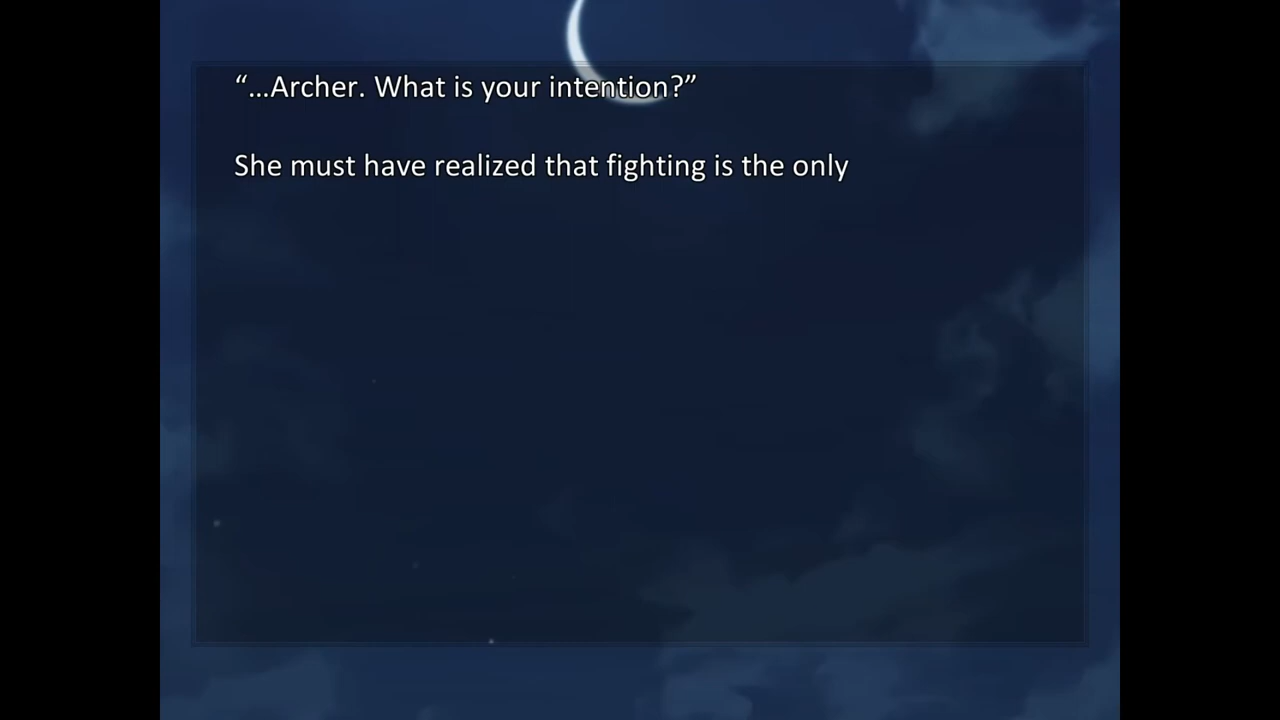 “…Archer. What is your intention?”
She must have realized that fighting is the only